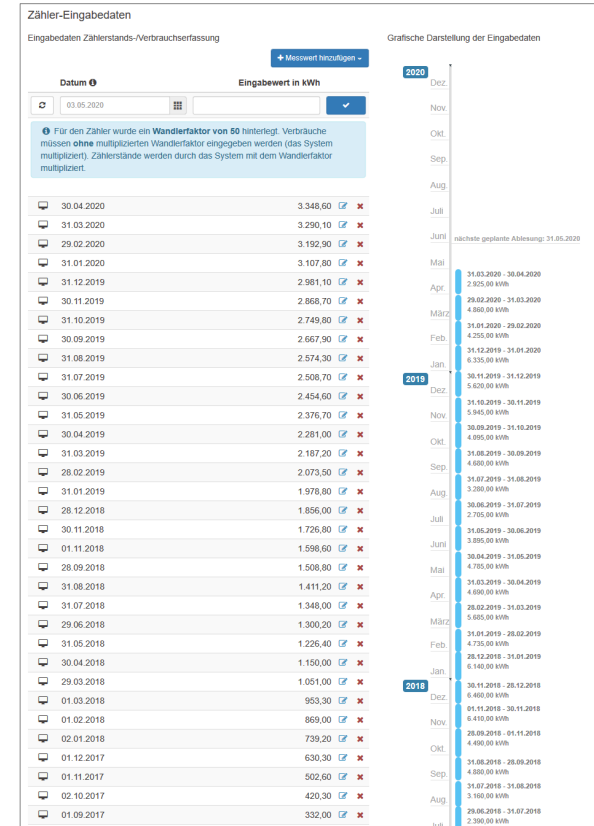 Zähler-Eingabedaten
Eingabedaten Zählerstands-/Verbrauchserfassung
+ Messwert hinzufügen
Datum
Eingabewert in kWh
03.05.2020
Für den Zähler wurde ein Wandlerfaktor von 50 hinterlegt. Verbräuche
müssen ohne multiplizierten Wandlerfaktor eingegeben werden (das System
multipliziert). Zählerstände werden durch das System mit dem Wandlerfaktor
multipliziert.
30.04.2020 3.348,60
31.03.2020 3.290,10
29.02.2020 3.192,90
31.01.2020 3.107,80
31.12.2019 2.981,10
30.11.2019 2.868,70
31.10.2019 2.749,80
30.09.2019 2.667,90
31.08.2019 2.574,30
31.07.2019 2.508,70
30.06.2019 2.454,60
31.05.2019 2.376,70
30.04.2019 2.281,00
31.03.2019 2.187,20
28.02.2019 2.073,50
31.01.2019 1.978,80
28.12.2018 1.856,00
30.11.2018 1.726,80
01.11.2018 1.598,60
28.09.2018 1.508,80
31.08.2018 1.411,20
31.07.2018 1.348,00
29.06.2018 1.300,20
31.05.2018 1.226,40
30.04.2018 1.150,00
29.03.2018 1.051,00
01.03.2018 953,30
01.02.2018 869,00
02.01.2018 739,20
01.12.2017 630,30
01.11.2017 502,60
02.10.2017 420,30
01.09.2017 332,00
Grafische Darstellung der Eingabedaten
2020
Dez.
Nov.
Okt.
Sep.
Aug.
Juli
Juni
nächste geplante Ablesung: 31.05.2020
Mai
31.03.2020 - 30.04.2020
2.925,00 kWh
Apr.
29.02.2020 - 31.03.2020
4.860,00 kWh
März
31.01.2020 - 29.02.2020
4.255,00 kWh
Feb.
31.12.2019 - 31.01.2020
6.335,00 kWh
Jan.
2019
30.11.2019 - 31.12.2019
5.620,00 kWh
Dez.
31.10.2019 - 30.11.2019
5.945,00 kWh
Nov.
30.09.2019 - 31.10.2019
4.095,00 kWh
Okt.
31.08.2019 - 30.09.2019
4.680,00 kWh
Sep.
31.07.2019 - 31.08.2019
3.280,00 kWh
Aug.
30.06.2019 - 31.07.2019
2.705,00 kWh
Juli
31.05.2019 - 30.06.2019
3.895,00 kWh
Juni
30.04.2019 - 31.05.2019
4.785,00 kWh
Mai
31.03.2019 - 30.04.2019
4.690,00 kWh
Apr.
28.02.2019 - 31.03.2019
5.685,00 kWh
März
31.01.2019 - 28.02.2019
4.735,00 kWh
Feb.
28.12.2018 - 31.01.2019
6.140,00 kWh
Jan.
2018
30.11.2018 - 28.12.2018
6.460,00 kWh
Dez.
01.11.2018 - 30.11.2018
6.410,00 kWh
Nov.
28.09.2018 - 01.11.2018
4.490,00 kWh
Okt.
31.08.2018 - 28.09.2018
4.880,00 kWh
Sep.
31.07.2018 - 31.08.2018
3.160,00 kWh
Aug.
29.06.2018 - 31.07.2018
2.390,00 kWh
Juli